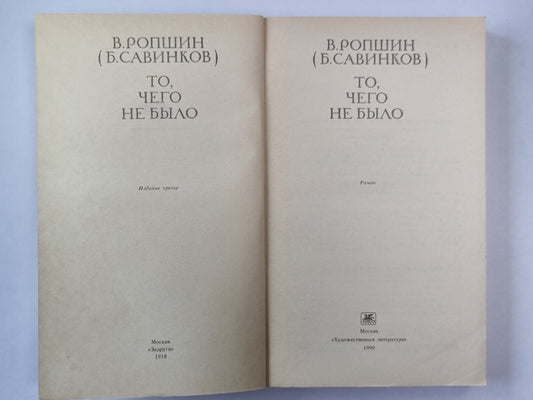 В. РОПШИН
(Б. САВИНКОВ)
ТО,
ЧЕГО
НЕ БЫЛО
Издание третье
Москва
«Задруга»
1918
В. РОПШИН
(Б. САВИНКОВ)
ТО,
ЧЕГО
НЕ БЫЛО
Роман
Москва
«Художественная литература»
1990